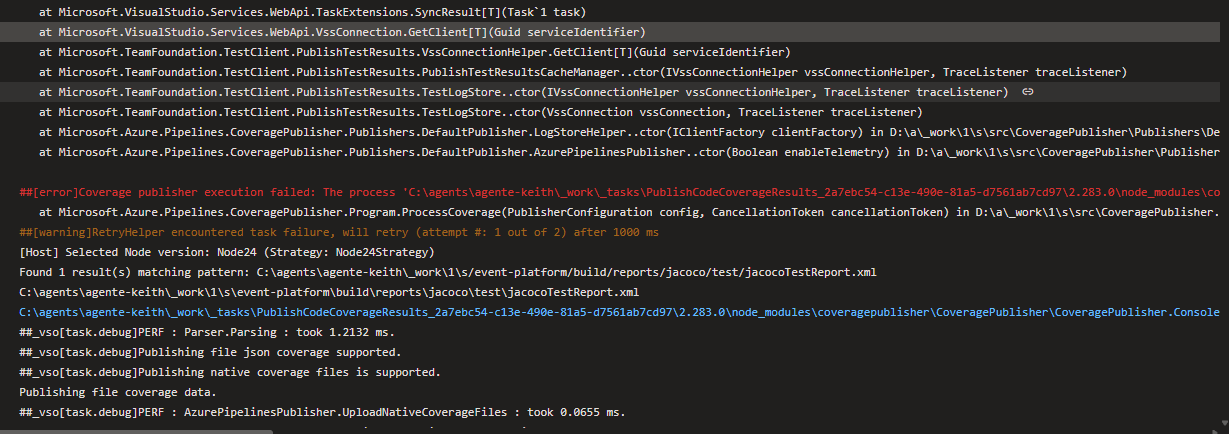 at Microsoft.VisualStudio.Services.WebApi.TaskExtensions.SyncResult[T](Task`1 task)
at Microsoft.VisualStudio.Services.WebApi.VssConnection.GetClient[T](Guid serviceIdentifier)
at Microsoft.TeamFoundation.TestClient.PublishTestResults.VssConnectionHelper.GetClient[T](Guid serviceIdentifier)
at Microsoft.TeamFoundation.TestClient.PublishTestResults.PublishTestResultsCacheManager..ctor(IVssConnectionHelper vssConnectionHelper, TraceListener traceListener)
at Microsoft.TeamFoundation.TestClient.PublishTestResults.TestLogStore..ctor(IVssConnectionHelper vssConnectionHelper, TraceListener traceListener)
at Microsoft.TeamFoundation.TestClient.PublishTestResults.TestLogStore..ctor(VssConnection vssConnection, TraceListener traceListener)
at Microsoft.Azure.Pipelines.CoveragePublisher.Publishers.DefaultPublisher.LogStoreHelper..ctor(IClientFactory clientFactory) in D:\a\_work\1\s\src\CoveragePublisher\Publishers\De
at Microsoft.Azure.Pipelines.CoveragePublisher.Publishers.DefaultPublisher.AzurePipelinesPublisher..ctor(Boolean enableTelemetry) in D:\a\_work\1\s\src\CoveragePublisher\Publisher
##[error]Coverage publisher execution failed: The process 'C:\agents\agente-keith\_work\_tasks\PublishCodeCoverageResults_2a7ebc54-c13e-490e-81a5-d7561ab7cd97\2.283.0\node_modules\co
at Microsoft.Azure.Pipelines.CoveragePublisher.Program.ProcessCoverage(PublisherConfiguration config, CancellationToken cancellationToken) in D:\a\_work\1\s\src\CoveragePublisher.
##[warning]RetryHelper encountered task failure, will retry (attempt #: 1 out of 2) after 1000 ms
[Host] Selected Node version: Node24 (Strategy: Node24Strategy)
Found 1 result(s) matching pattern: C:\agents\agente-keith\_work\1\s/event-platform/build/reports/jacoco/test/jacocoTestReport.xml
C:\agents\agente-keith\_work\1\s\event-platform\build\reports\jacoco\test\jacocoTestReport.xml
C:\agents\agente-keith\_work\_tasks\PublishCodeCoverageResults_2a7ebc54-c13e-490e-81a5-d7561ab7cd97\2.283.0\node_modules\coveragepublisher\CoveragePublisher\CoveragePublisher.Console
##_vso[task.debug]PERF : Parser.Parsing : took 1.2132 ms.
##_vso[task.debug]Publishing file json coverage supported.
##_vso[task.debug]Publishing native coverage files is supported.
Publishing file coverage data.
##_vso[task.debug]PERF : AzurePipelinesPublisher.UploadNativeCoverageFiles : took 0.0655 ms.